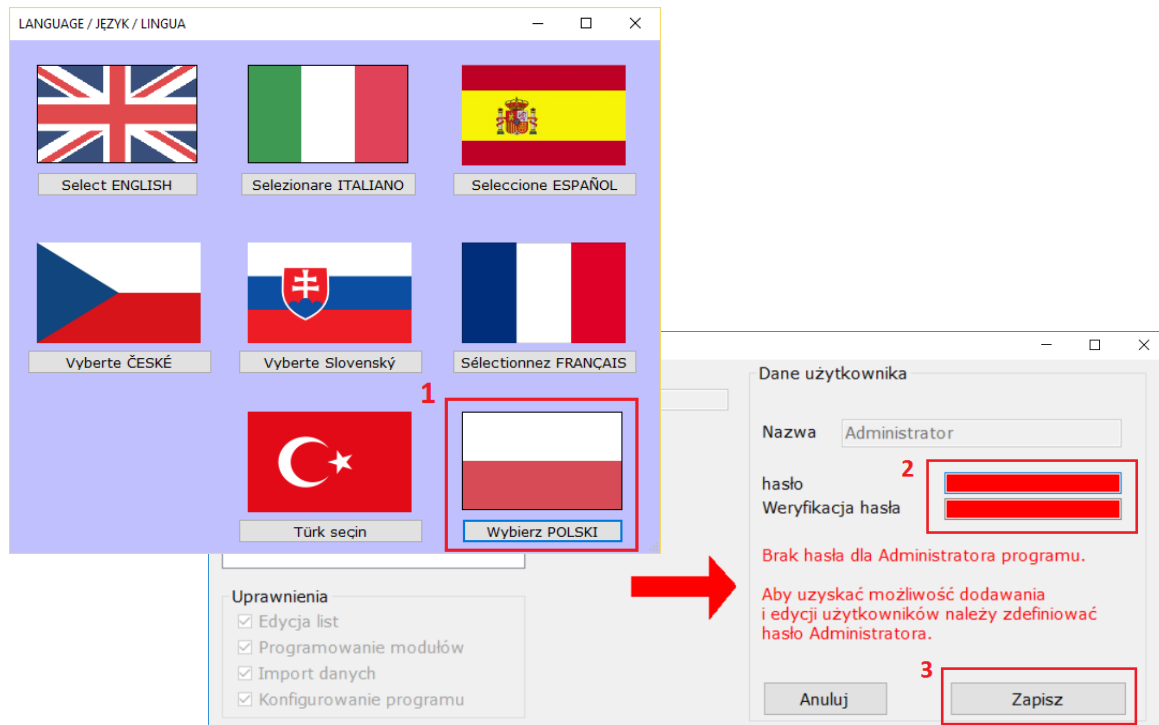 LANGUAGE / JĘZYK / LINGUA
Select ENGLISH
Selezionare ITALIANO
Seleccione ESPAÑOL
Vyberte ČESKÉ
Vyberte Slovenský
Sélectionnez FRANÇAIS
1
Türk seçin
Wybierz POLSKI
Uprawnienia
Edycja list
Programowanie modułów
Import danych
Konfigurowanie programu
Dane użytkownika
Nazwa
Administrator
2
hasło
Weryfikacja hasła
Brak hasła dla Administratora programu.
Aby uzyskać możliwość dodawania
i edycji użytkowników należy zdefiniować
hasło Administratora.
3
Anuluj
Zapisz